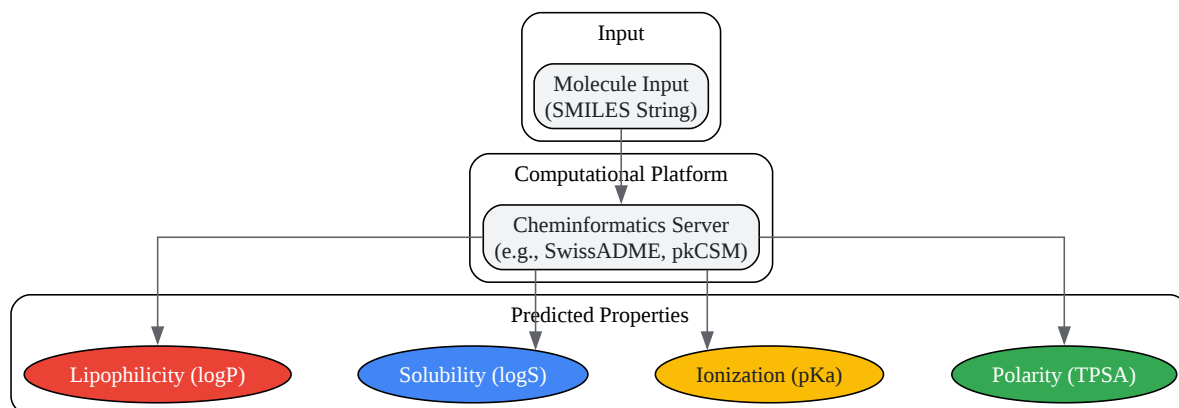 Input
Molecule Input
(SMILES String)
Computational Platform
Cheminformatics Server
(e.g., SwissADME, pkCSM)
Predicted Properties
Lipophilicity (logP)
Solubility (logS)
Ionization (pKa)
Polarity (TPSA)